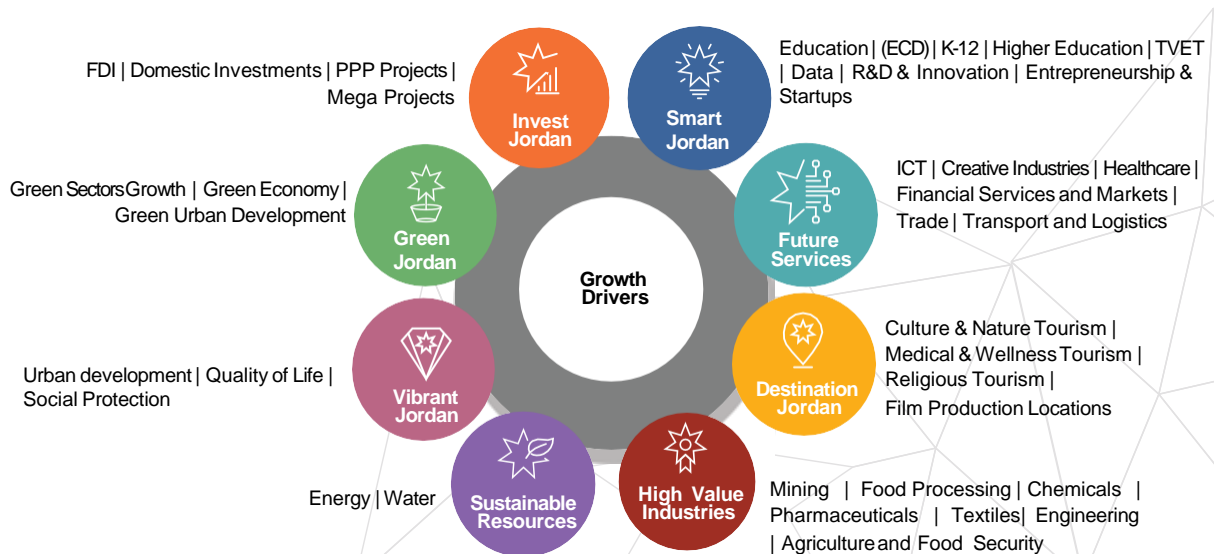 FDI | Domestic Investments | PPP Projects |
Mega Projects
Invest
Jordan
Smart
Jordan
Education | (ECD) | K-12 | Higher Education | TVET
| Data | R&D & Innovation | Entrepreneurship &
Startups
Green Sectors Growth | Green Economy |
Green Urban Development
Green
Jordan
Future
Services
ICT | Creative Industries | Healthcare |
Financial Services and Markets |
Trade | Transport and Logistics
Growth
Drivers
Urban development | Quality of Life |
Social Protection
Vibrant
Jordan
Destination
Jordan
Culture & Nature Tourism |
Medical & Wellness Tourism |
Religious Tourism |
Film Production Locations
Energy | Water
Sustainable
Resources
High Value
Industries
Mining | Food Processing | Chemicals |
Pharmaceuticals | Textiles | Engineering
| Agriculture and Food Security